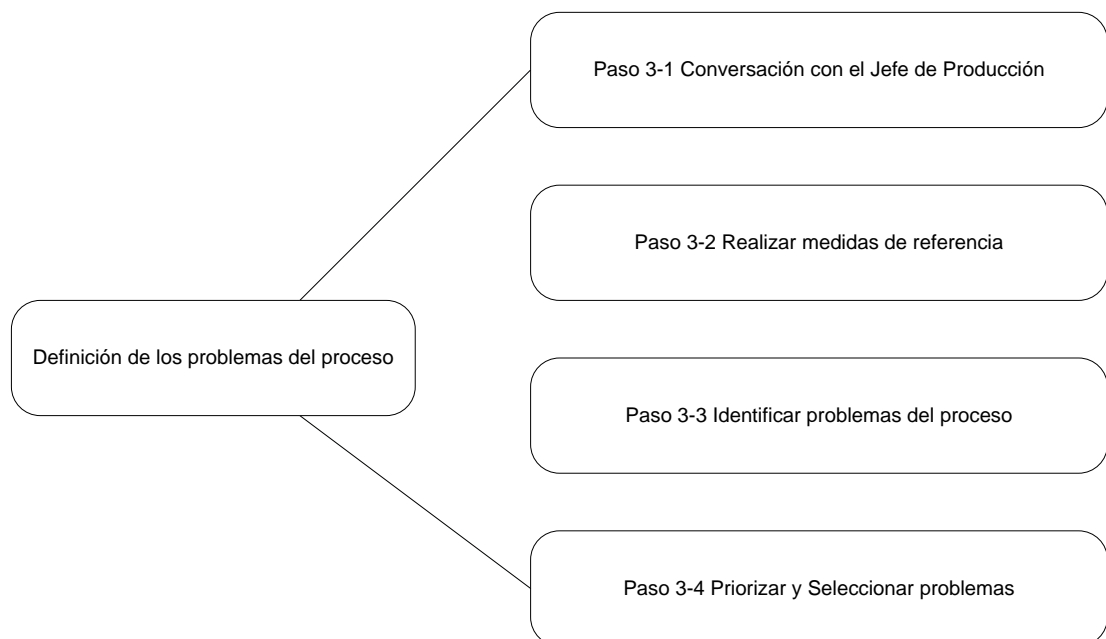 Paso 3-1 Conversación con el Jefe de Producción
Paso 3-2 Realizar medidas de referencia
Definición de los problemas del proceso
Paso 3-3 Identificar problemas del proceso
Paso 3-4 Priorizar y Seleccionar problemas